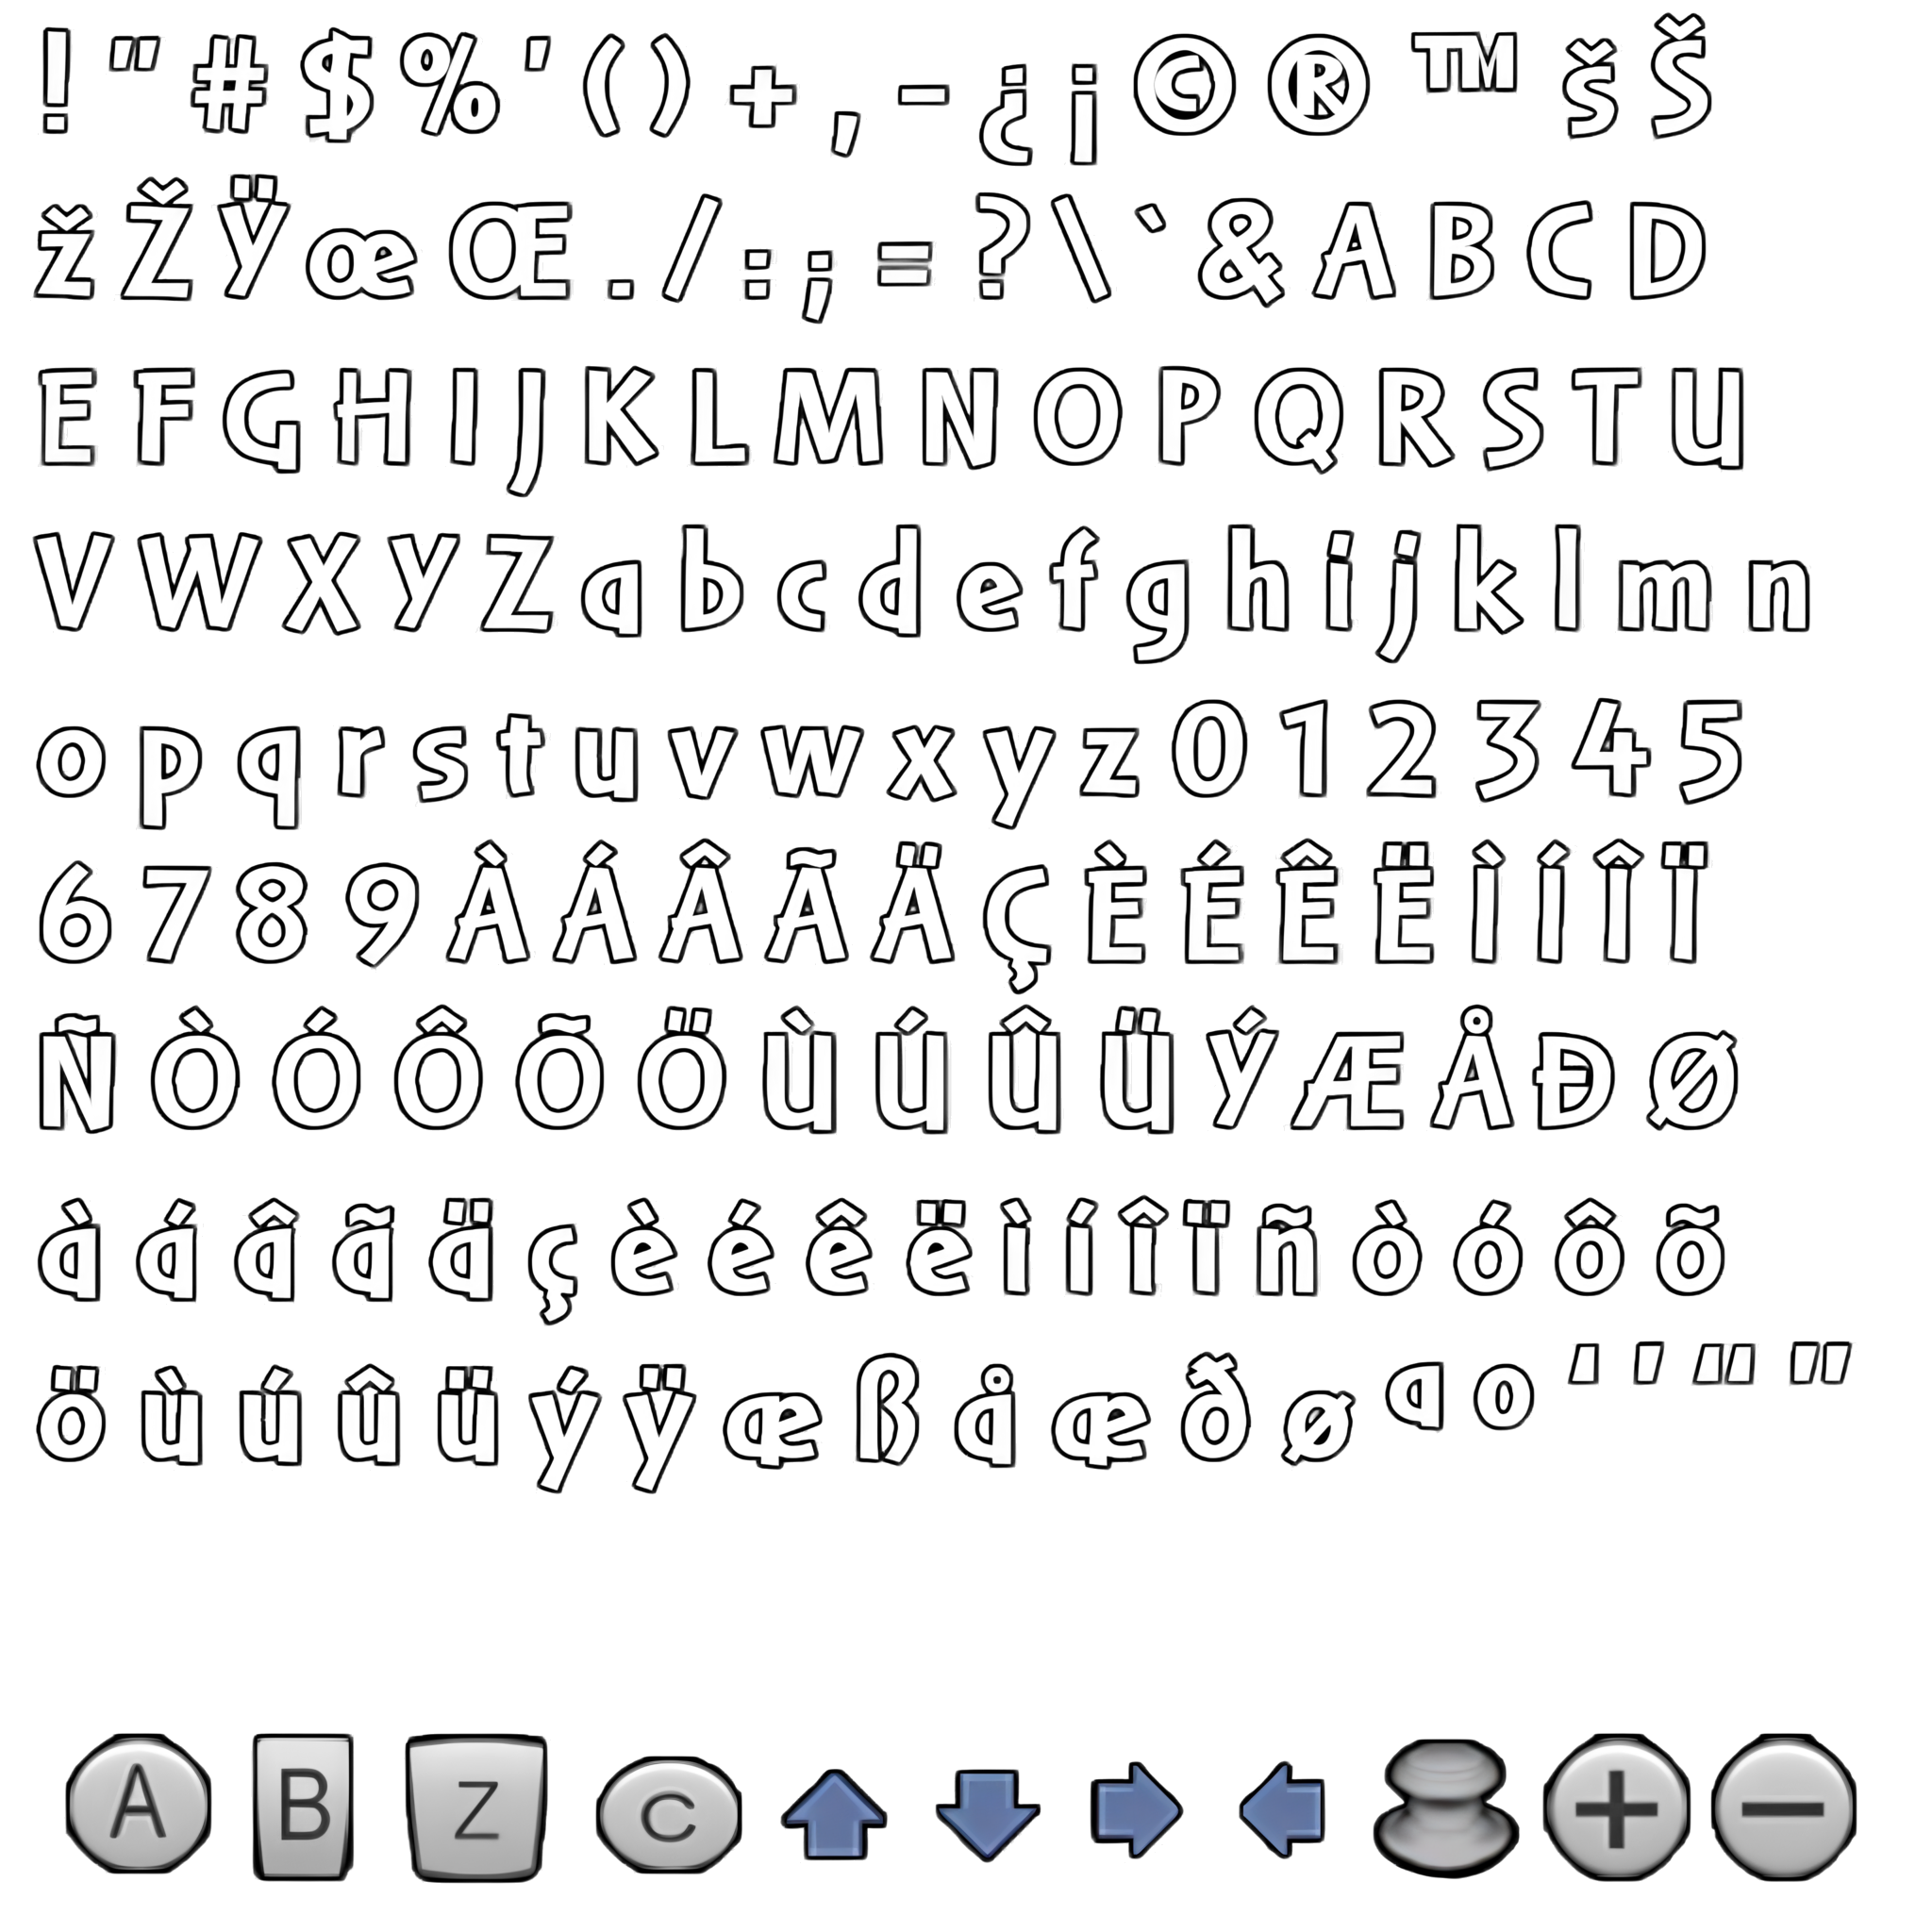 ! " # $ % ' ( ) + , - ¿ ¡ © ® ™ š Š
ž Ž Ÿ œ Œ . / : ; = ? \ ` & A B C D
E F G H I J K L M N O P Q R S T U
V W X Y Z a b c d e f g h i j k l m n
o p q r s t u v w x y z 0 1 2 3 4 5
6 7 8 9 À Á Â Ã Ä Ç È É Ê Ë Ì Í Î Ï
Ñ Ò Ó Ô Õ Ö Ù Ú Û Ü Ý Æ Å Ð Ø
à á â ã ä ç è é ê ë ì í î ï ñ ò ó ô õ
ö ù ú û ü ý ÿ æ ß å æ ð ø ª º ‘ ’ “ ”
A B Z C + −